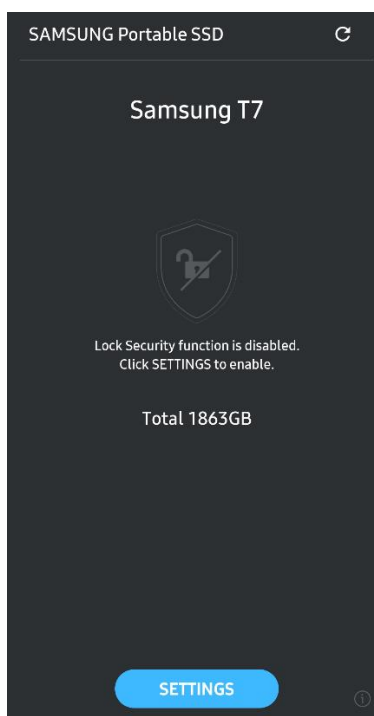 SAMSUNG Portable SSD
Samsung T7
Lock Security function is disabled.
Click SETTINGS to enable.
Total 1863GB
SETTINGS